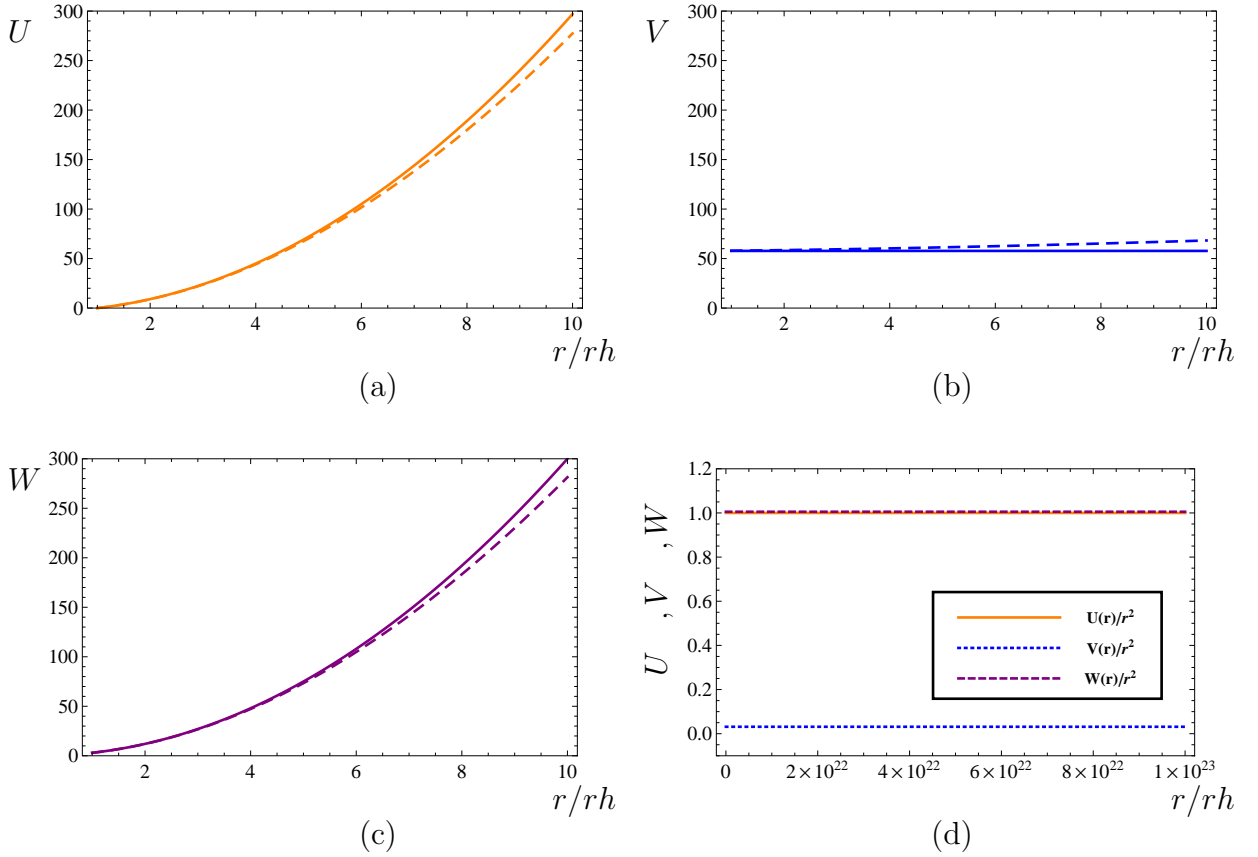 U
300
250
200
150
100
50
0
2 4 6 8 10
r/rh
(a)
V
300
250
200
150
100
50
0
2 4 6 8 10
r/rh
(b)
W
300
250
200
150
100
50
0
2 4 6 8 10
r/rh
(c)
U ,V ,W
1.2
1.0
0.8
0.6
0.4
0.2
0.0
U(r)/r²
V(r)/r²
W(r)/r²
0 2×10²² 4×10²² 6×10²² 8×10²² 1×10²³
r/rh
(d)